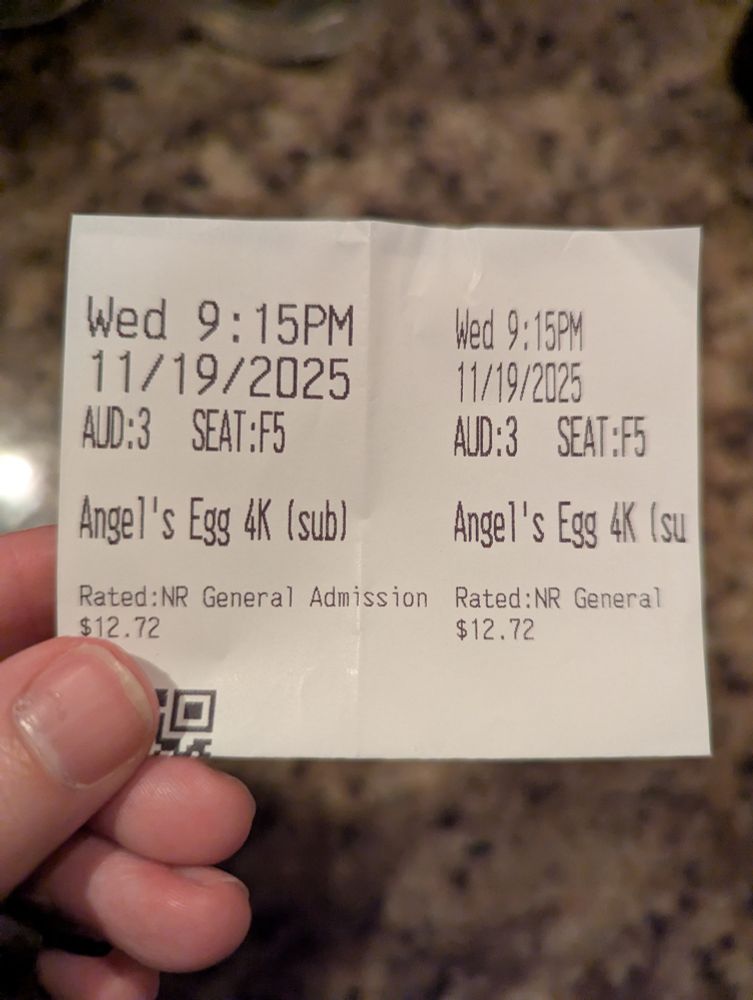 Wed 9:15PM
11/19/2025
AUD:3 SEAT:F5
Angel's Egg 4K (sub)
Rated:NR General Admission
$12.72
Wed 9:15PM
11/19/2025
AUD:3 SEAT:F5
Angel's Egg 4K (su
Rated:NR General
$12.72